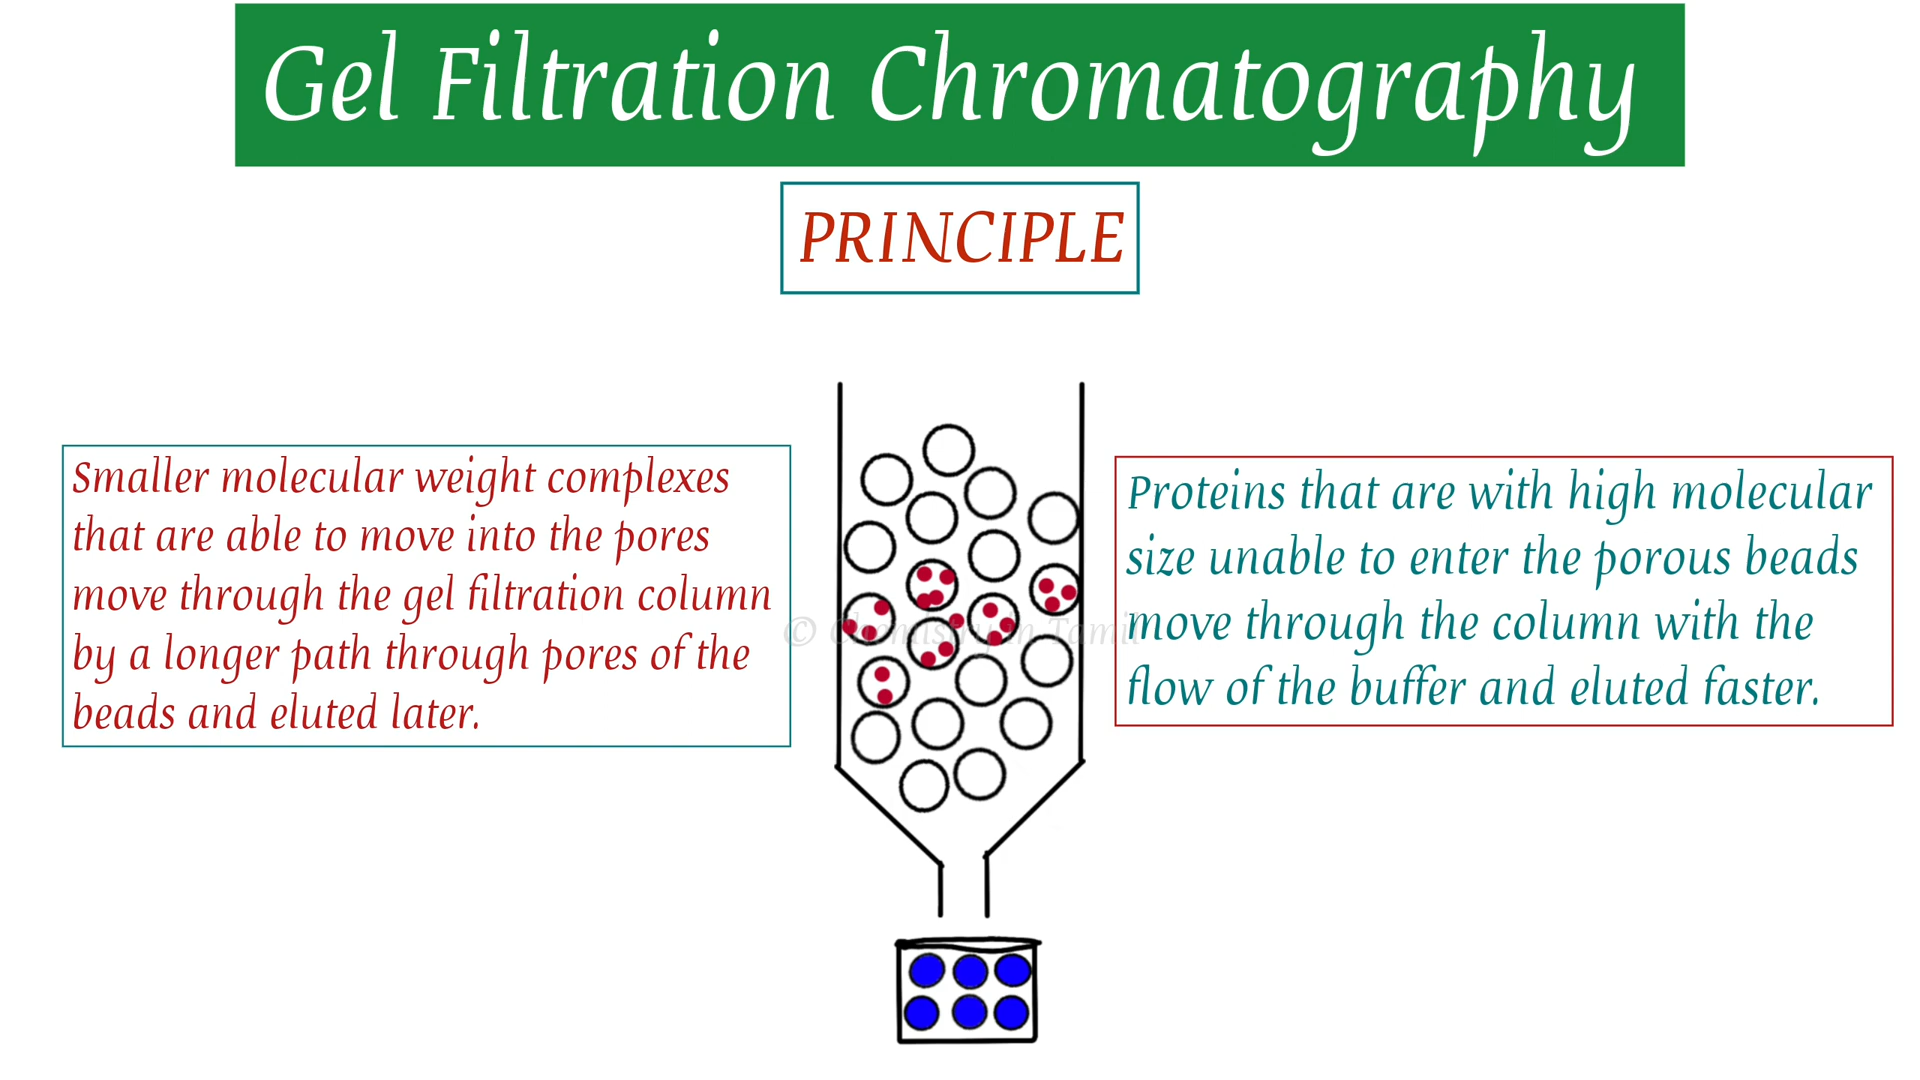 Gel Filtration Chromatography
PRINCIPLE
Smaller molecular weight complexes
that are able to move into the pores
move through the gel filtration column
by a longer path through pores of the
beads and eluted later.
Proteins that are with high molecular
size unable to enter the porous beads
move through the column with the
flow of the buffer and eluted faster.
© Chemistry in Tamil